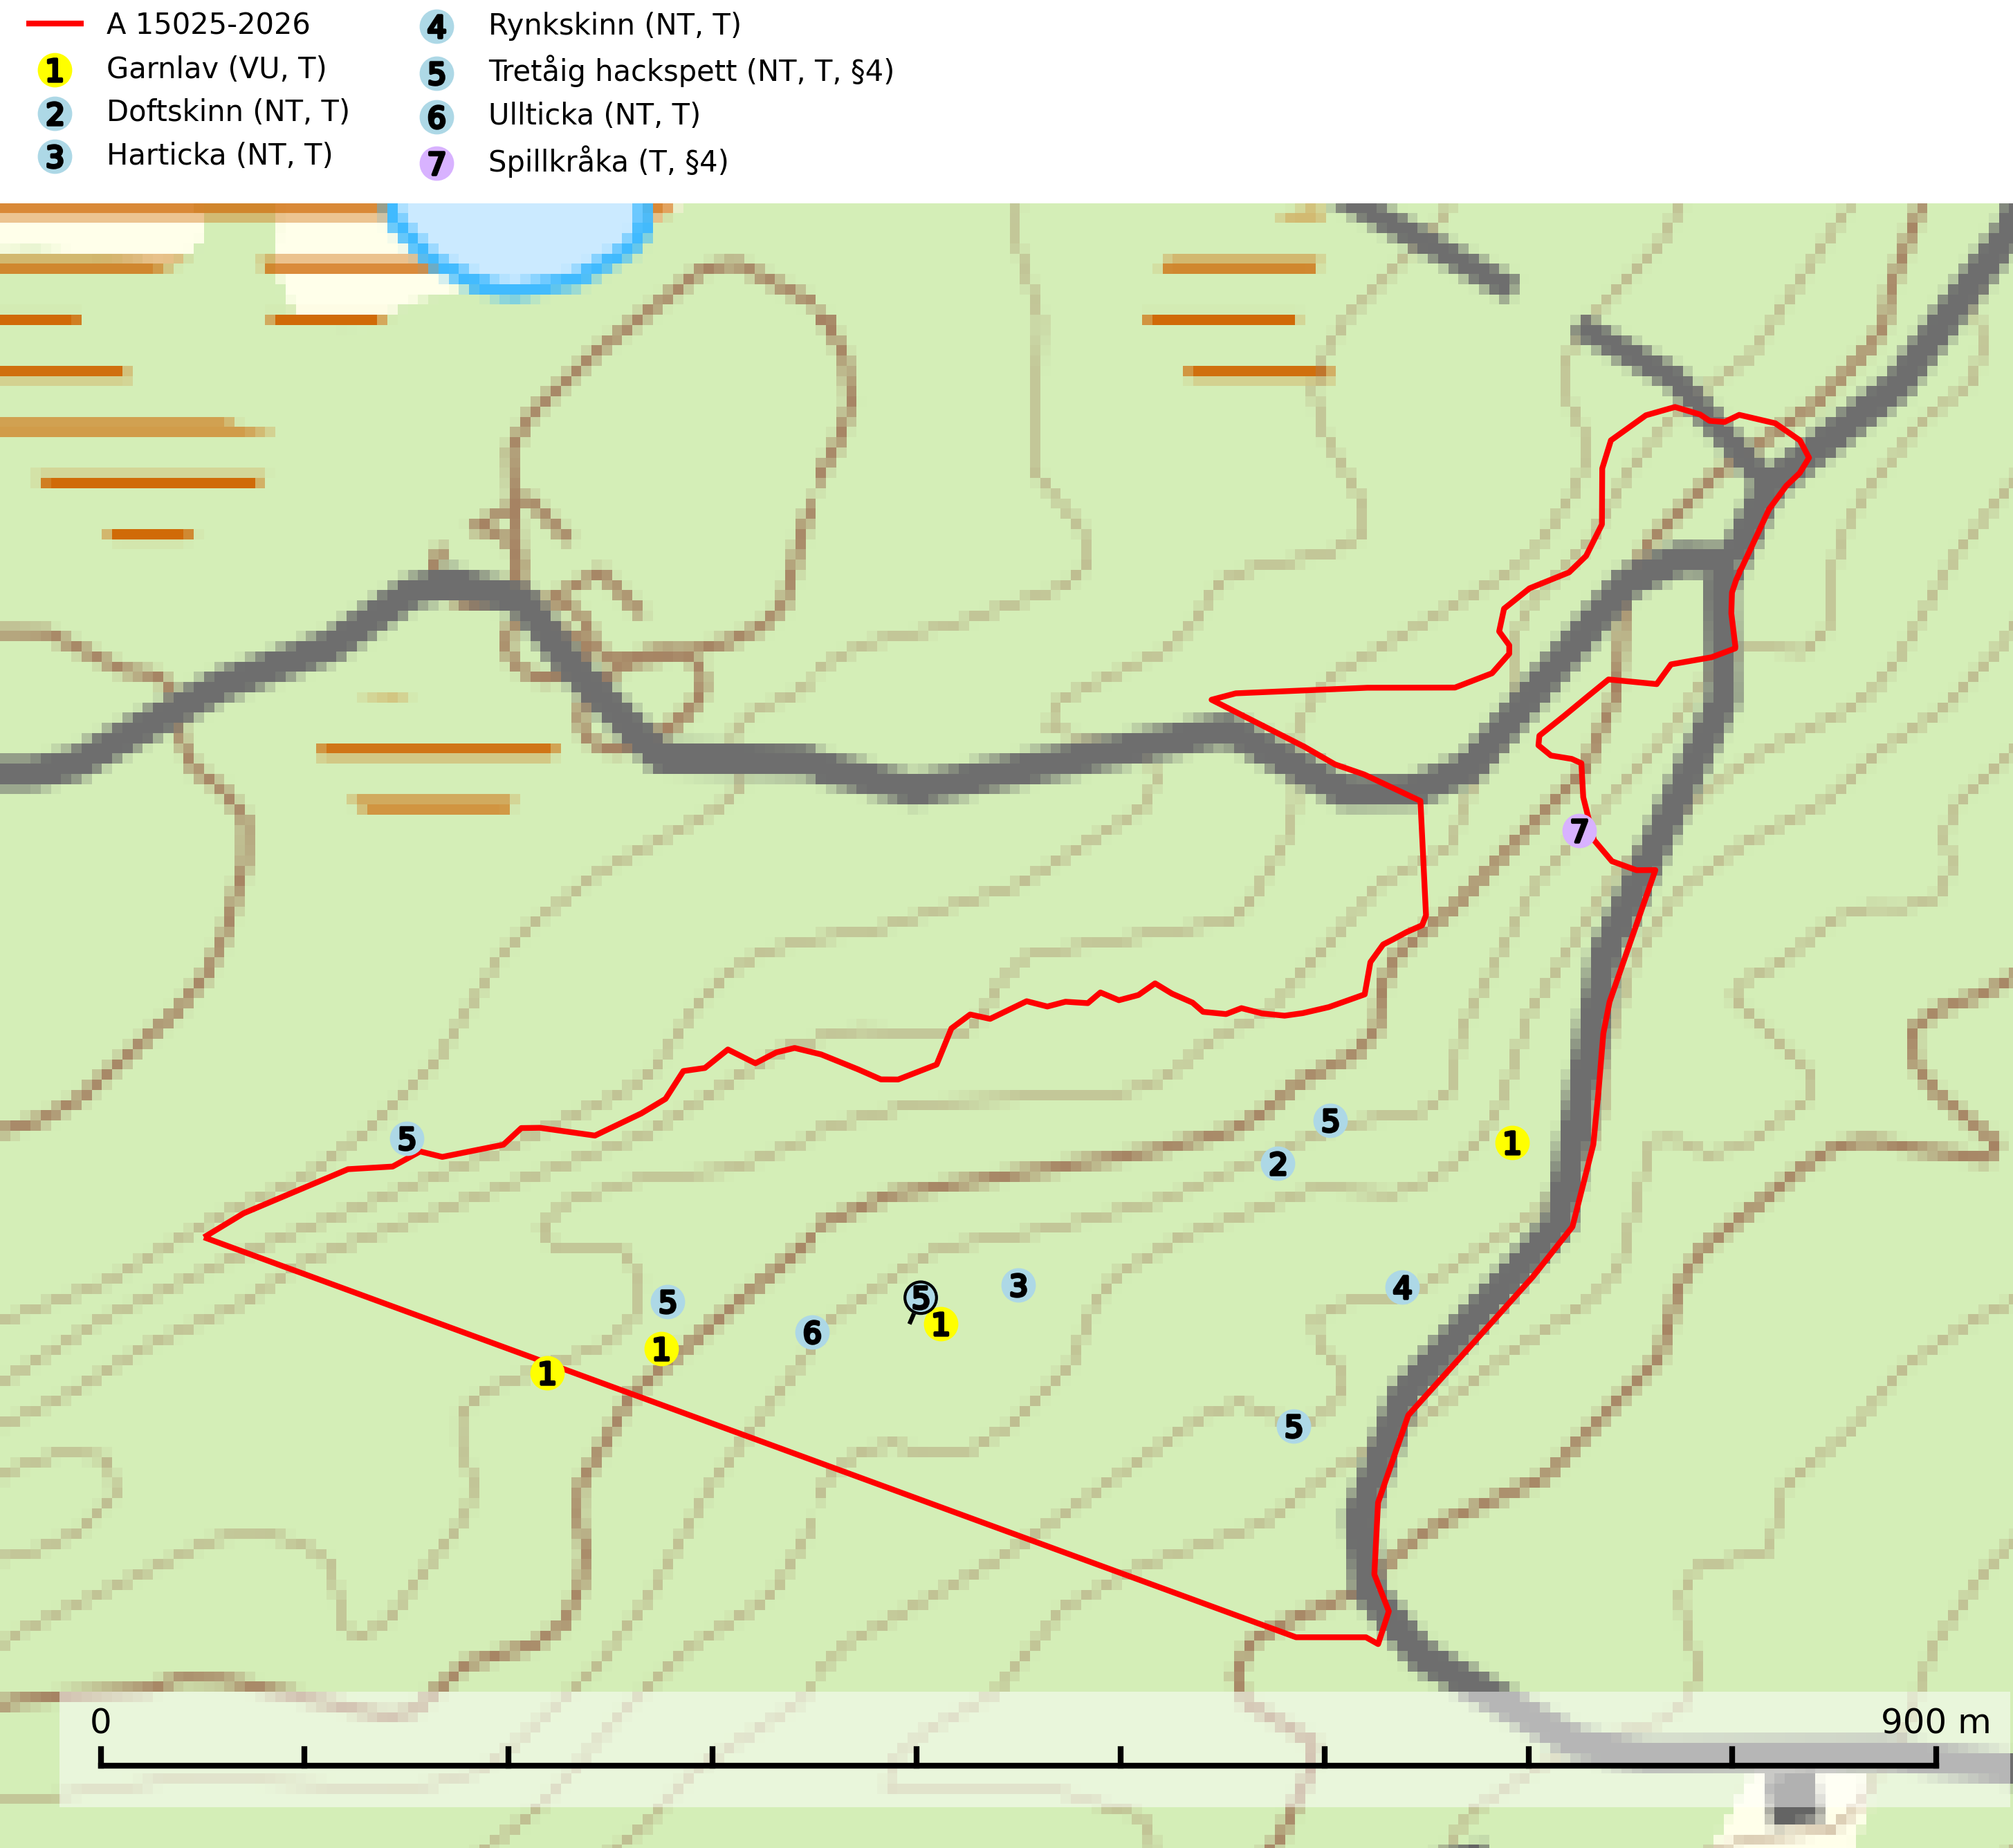 A 15025-2026
1 Garnlav (VU, T)
2 Doftskinn (NT, T)
3 Harticka (NT, T)
4 Rynkskinn (NT, T)
5 Tretåig hackspett (NT, T, §4)
6 Ullticka (NT, T)
7 Spillkråka (T, §4)
7
5
5
1
2
5
5
3
4
1
6
1
1
5
0
900 m